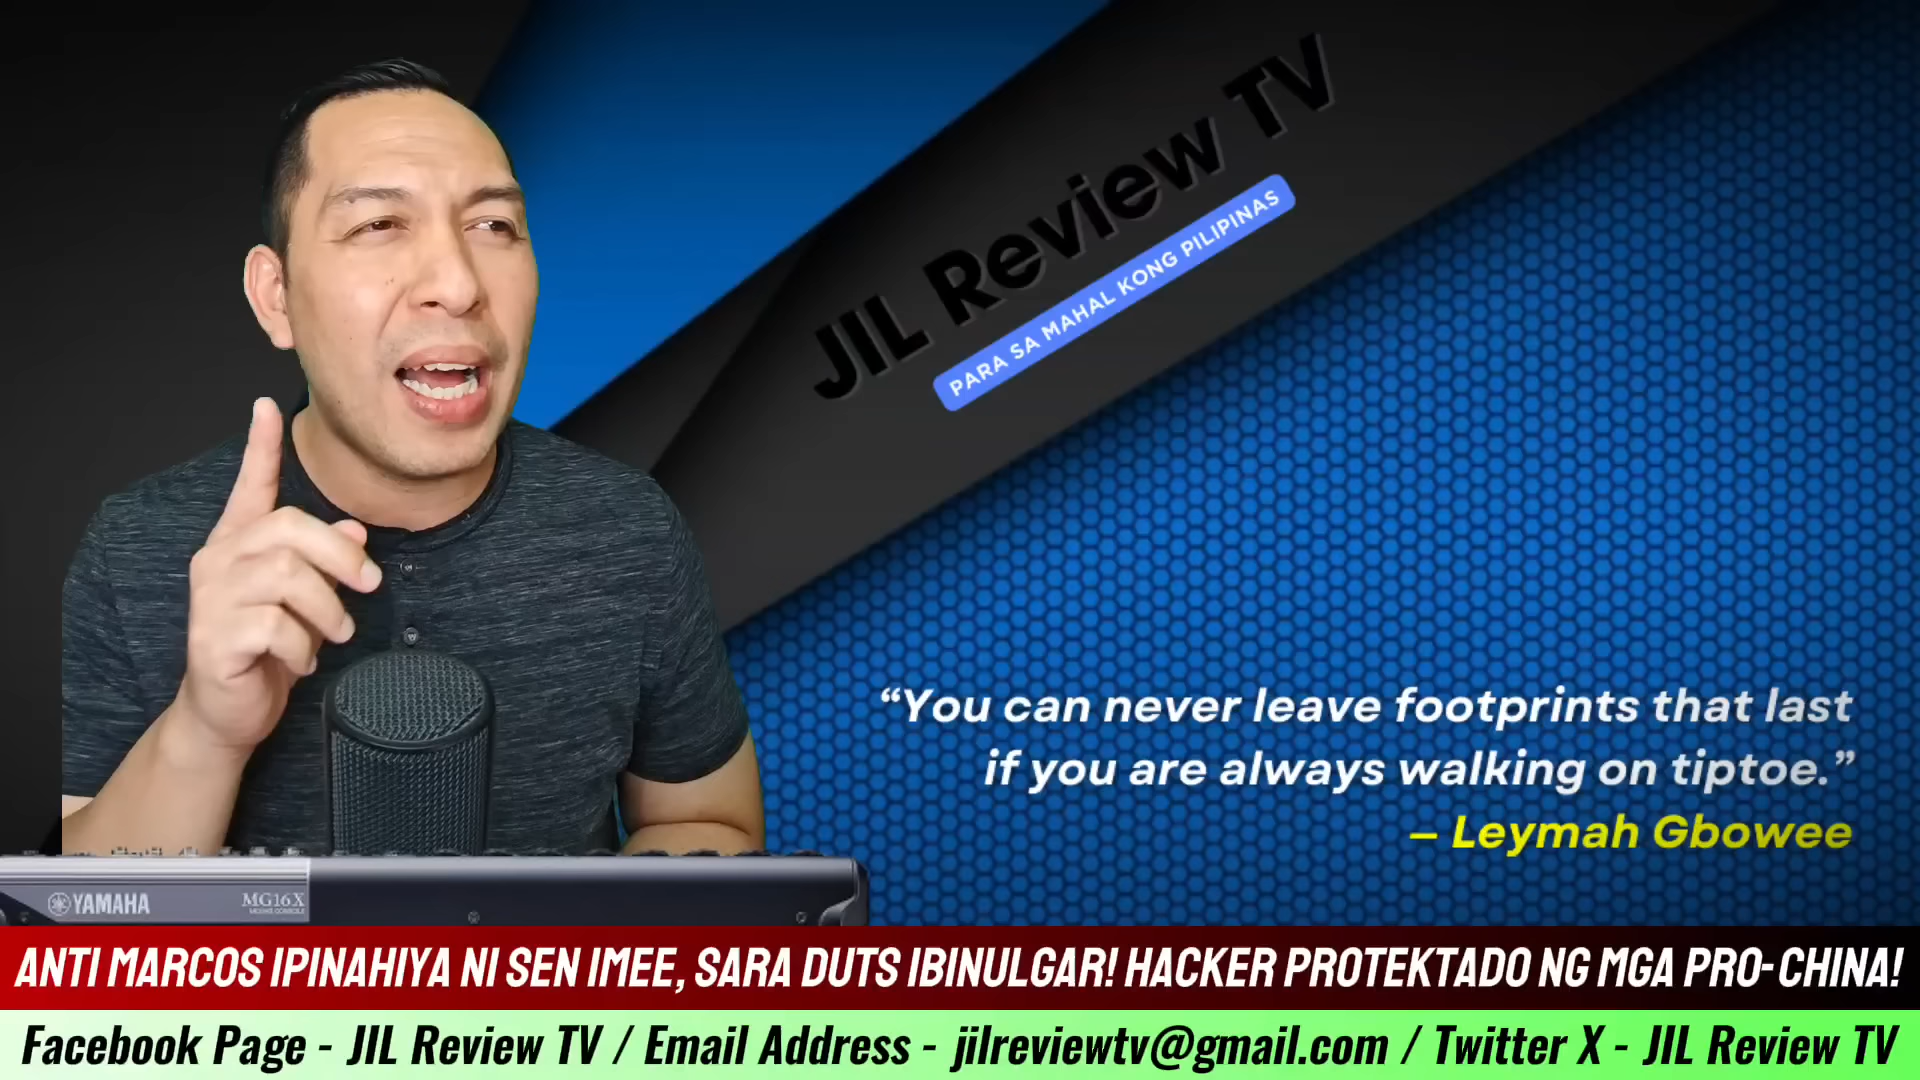 JIL Review TV
PARA SA MAHAL KONG PILIPINAS
“You can never leave footprints that last
if you are always walking on tiptoe.”
– Leymah Gbowee
YAMAHA
MG16X
MIXING CONSOLE
ANTI MARCOS IPINAHIYA NI SEN IMEE, SARA DUTS IBINULGAR! HACKER PROTEKTADO NG MGA PRO-CHINA!
Facebook Page - JIL Review TV / Email Address - jilreviewtv@gmail.com / Twitter X - JIL Review TV